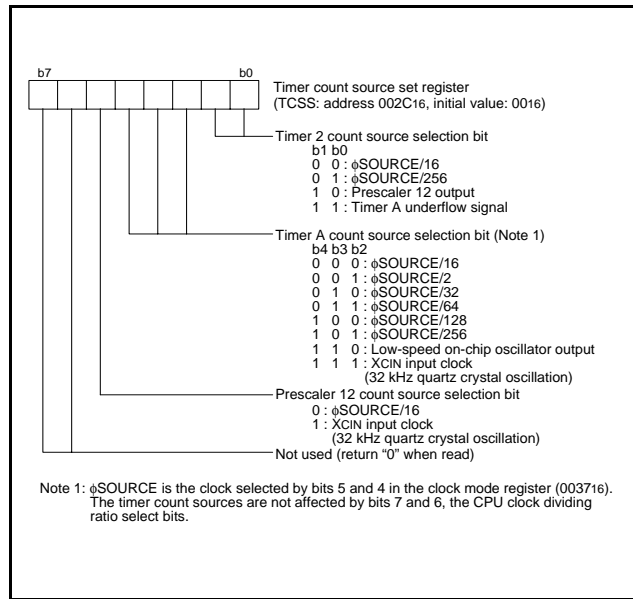 b7 b0
Timer count source set register
(TCSS: address 002C16, initial value: 0016)
Timer 2 count source selection bit
b1 b0
0 0 : ϕSOURCE/16
0 1 : ϕSOURCE/256
1 0 : Prescaler 12 output
1 1 : Timer A underflow signal
Timer A count source selection bit (Note 1)
b4 b3 b2
0 0 0 : ϕSOURCE/16
0 0 1 : ϕSOURCE/2
0 1 0 : ϕSOURCE/32
0 1 1 : ϕSOURCE/64
1 0 0 : ϕSOURCE/128
1 0 1 : ϕSOURCE/256
1 1 0 : Low-speed on-chip oscillator output
1 1 1 : XCIN input clock
(32 kHz quartz crystal oscillation)
Prescaler 12 count source selection bit
0 : ϕSOURCE/16
1 : XCIN input clock
(32 kHz quartz crystal oscillation)
Not used (return “0” when read)
Note 1: ϕSOURCE is the clock selected by bits 5 and 4 in the clock mode register (003716).
The timer count sources are not affected by bits 7 and 6, the CPU clock dividing
ratio select bits.